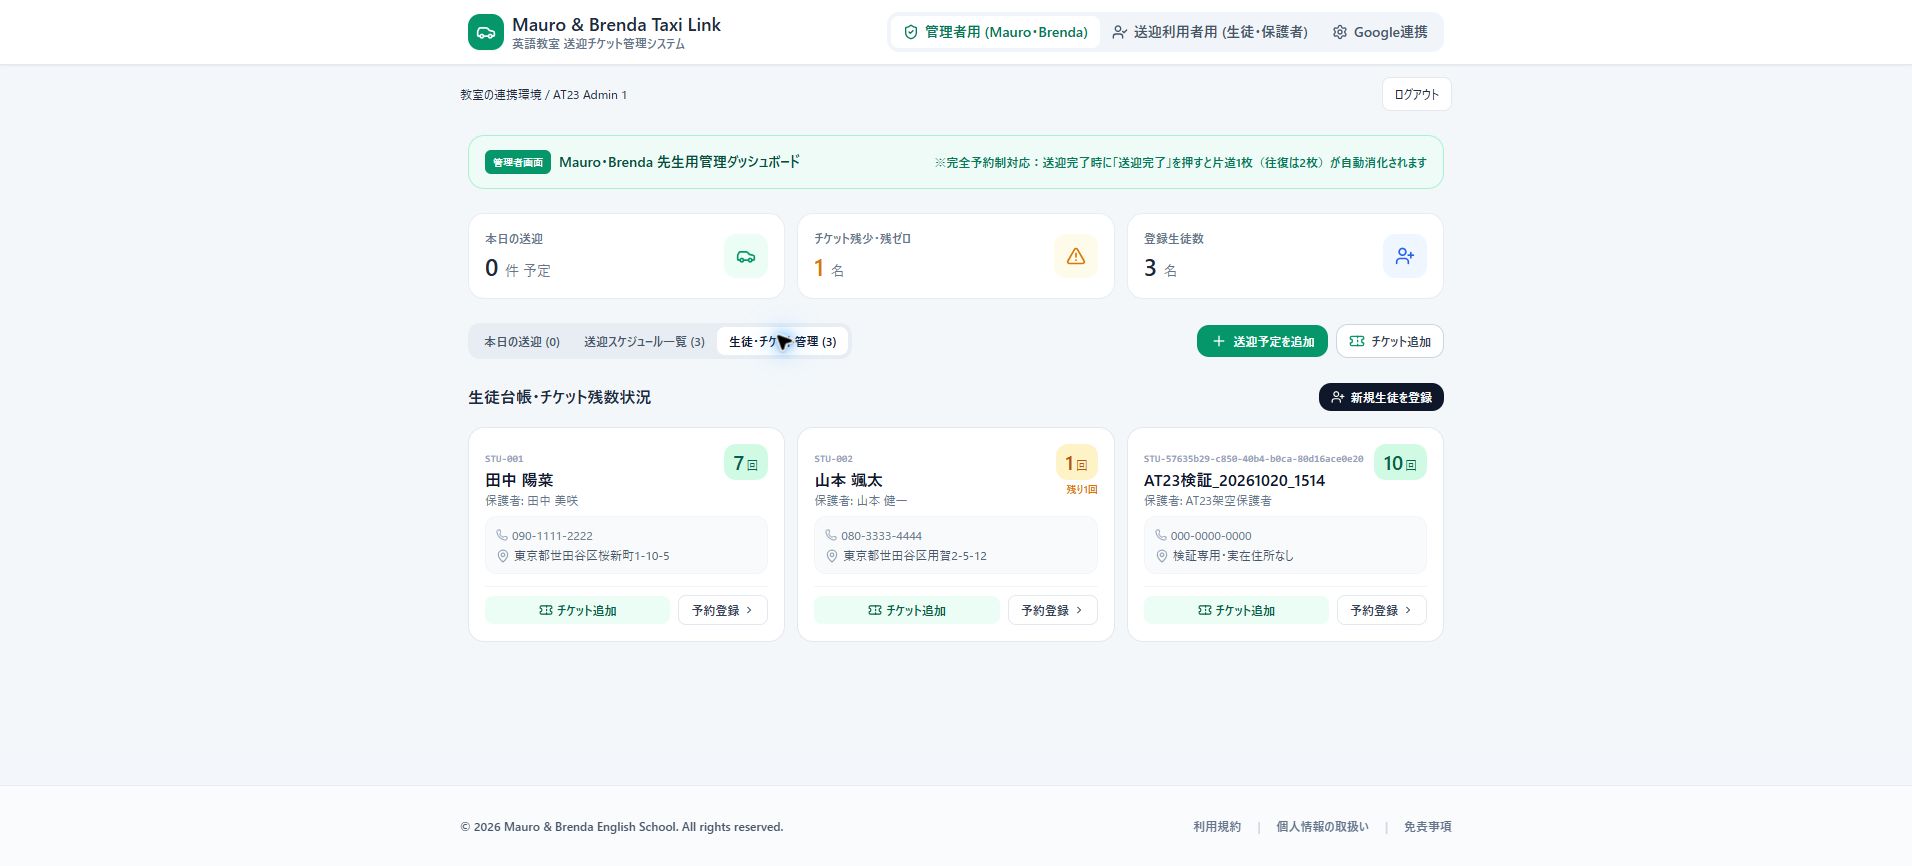 Mauro & Brenda Taxi Link
英語教室 送迎チケット管理システム
管理者用 (Mauro・Brenda)
送迎利用者用 (生徒・保護者)
Google連携
教室の連携環境 / AT23 Admin 1
ログアウト
管理者画面
Mauro・Brenda 先生用管理ダッシュボード
※完全予約制対応：送迎完了時に「送迎完了」を押すと片道1枚（往復は2枚）が自動消化されます
本日の送迎
0 件 予定
チケット残少・残ゼロ
1 名
登録生徒数
3 名
本日の送迎 (0)
送迎スケジュール一覧 (3)
生徒・チケ 管理 (3)
送迎予定を追加
チケット追加
生徒台帳・チケット残数状況
新規生徒を登録
STU-001
7回
田中 陽菜
保護者: 田中 美咲
090-1111-2222
東京都世田谷区桜新町1-10-5
チケット追加
予約登録
STU-002
1回
残り1回
山本 颯太
保護者: 山本 健一
080-3333-4444
東京都世田谷区用賀2-5-12
チケット追加
予約登録
STU-57635b29-c850-40b4-b0ca-80d16ace0e20
10回
AT23検証_20261020_1514
保護者: AT23架空保護者
000-0000-0000
検証専用・実在住所なし
チケット追加
予約登録
© 2026 Mauro & Brenda English School. All rights reserved.
利用規約 | 個人情報の取扱い | 免責事項